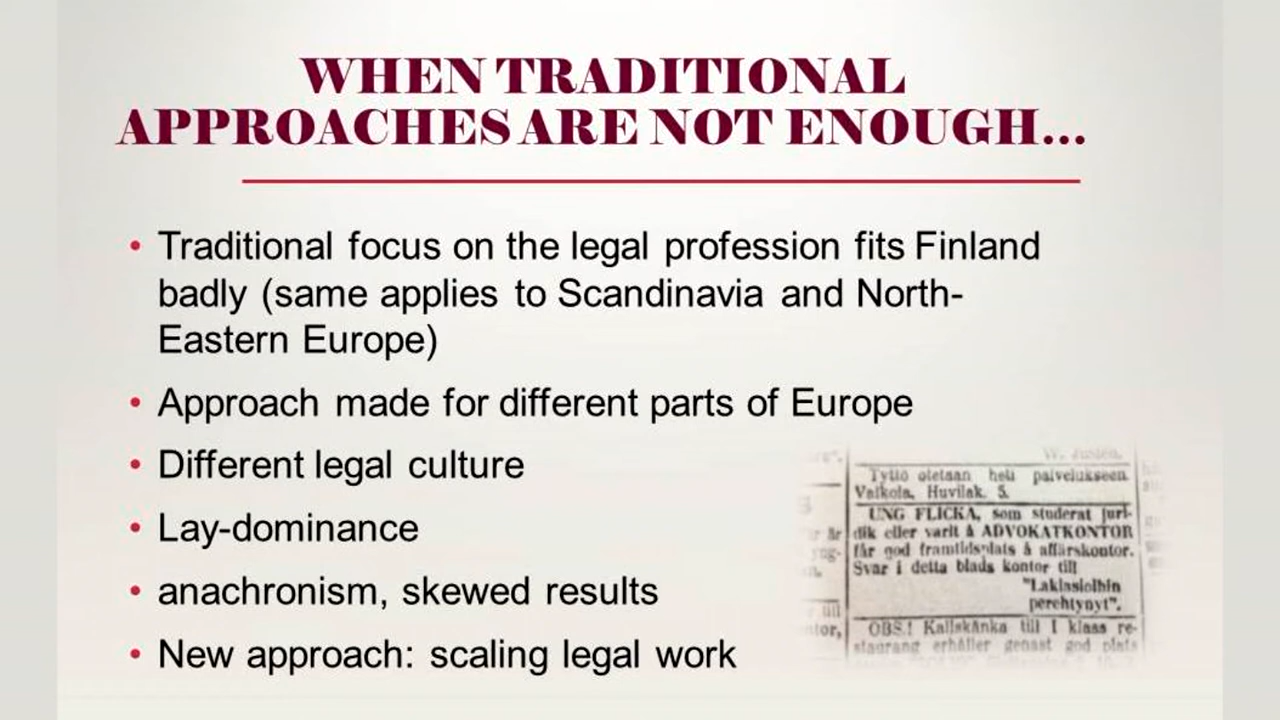 WHEN TRADITIONAL
APPROACHES ARE NOT ENOUGH...
• Traditional focus on the legal profession fits Finland
badly (same applies to Scandinavia and North-
Eastern Europe)
• Approach made for different parts of Europe
• Different legal culture
• Lay-dominance
• anachronism, skewed results
• New approach: scaling legal work
Tyttö otetaan heti palvelukseen.
Valkola, Huvilak. 5.
UNG FLICKA, som studerat juri-
dik eller varit å ADVOKATKONTOR
får god framtidsplats å affärskontor.
Svar i detta blads kontor till
"Lakiasioihin
perehtynyt".
OBS.! Kallskänka till I klass re-
staurang erhåller genast god plats